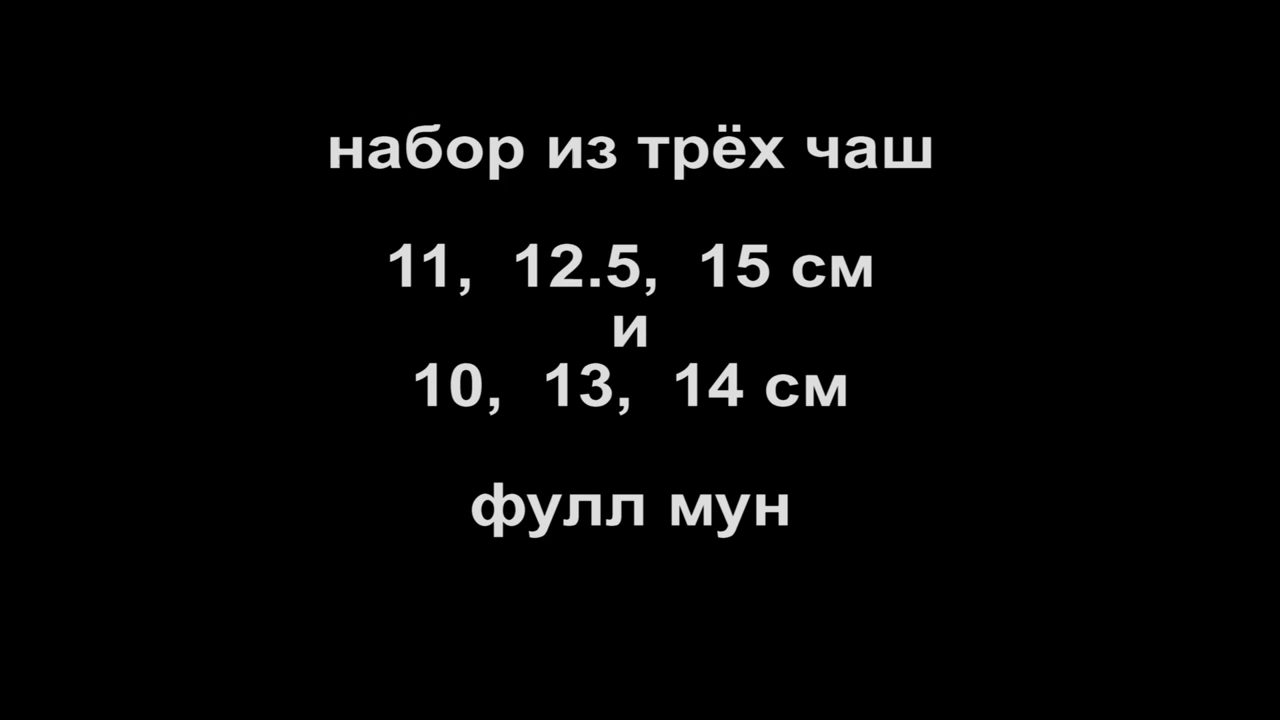 набор из трёх чаш
11, 12.5, 15 см
и
10, 13, 14 см
фулл мун